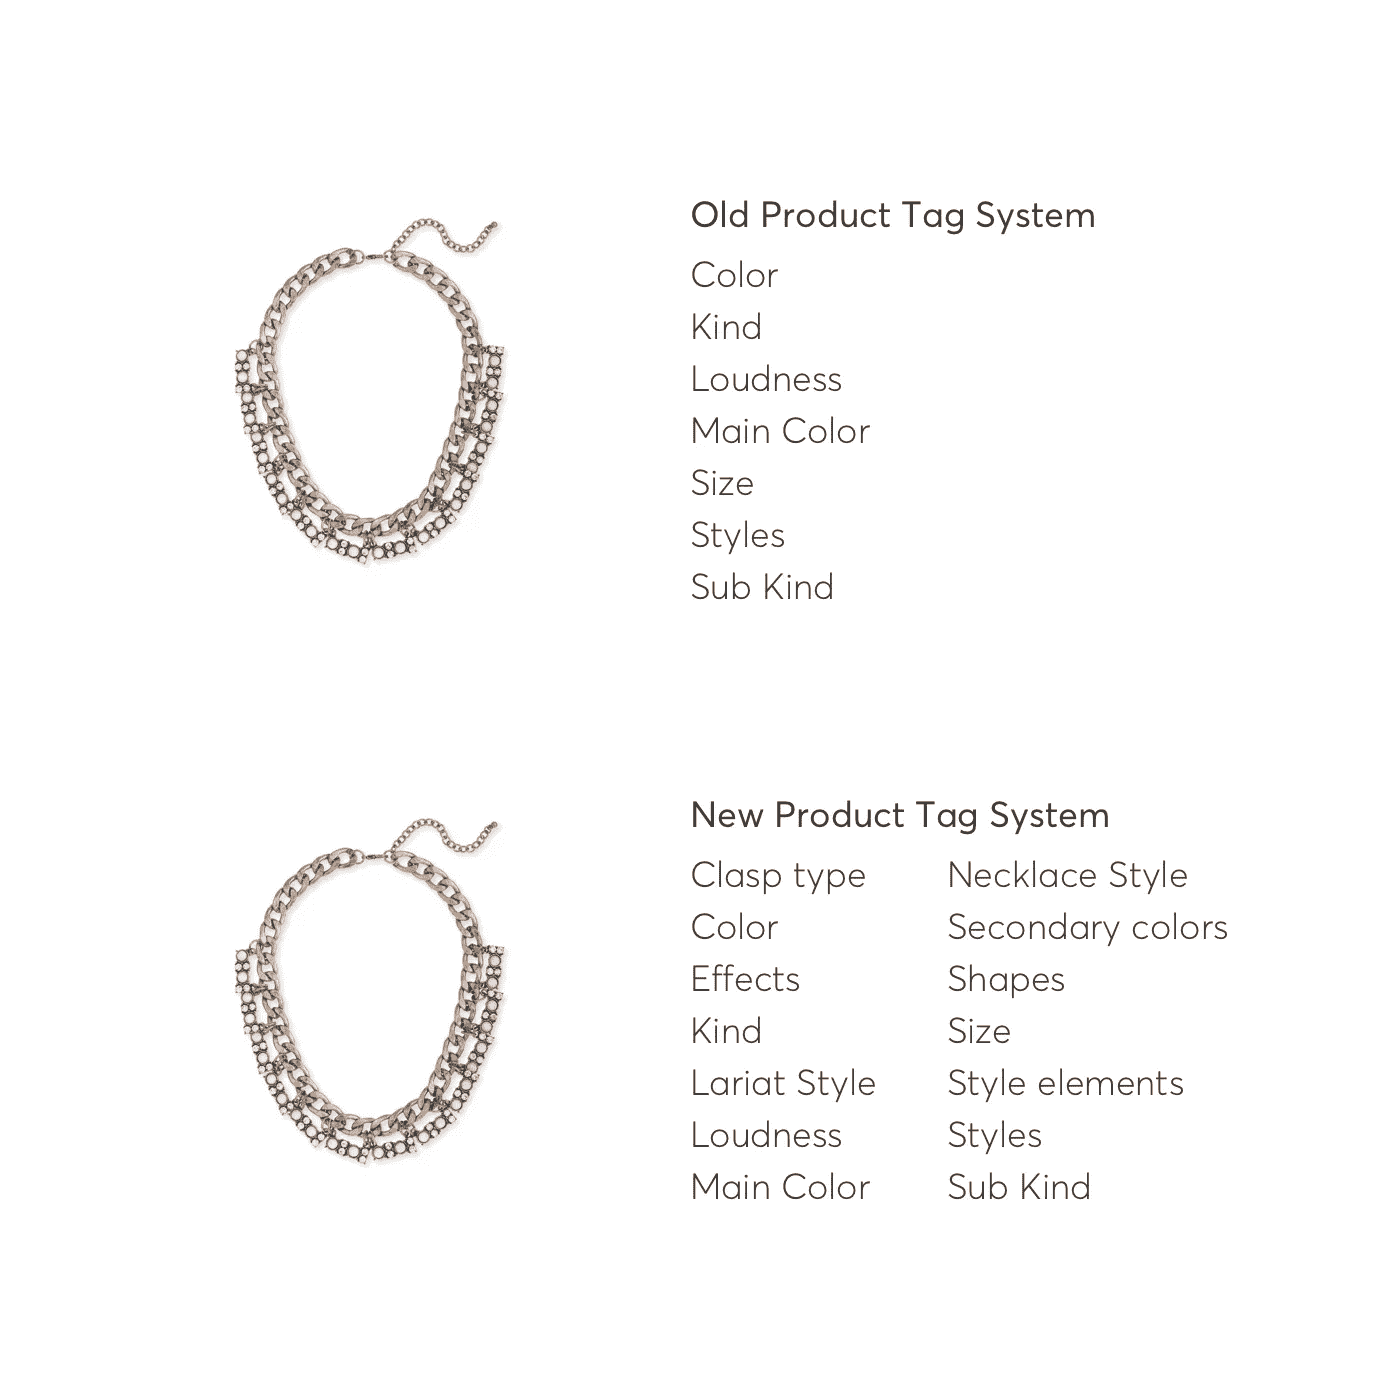 Old Product Tag System
Color
Kind
Loudness
Main Color
Size
Styles
Sub Kind
New Product Tag System
Clasp type
Color
Effects
Kind
Lariat Style
Loudness
Main Color
Necklace Style
Secondary colors
Shapes
Size
Style elements
Styles
Sub Kind